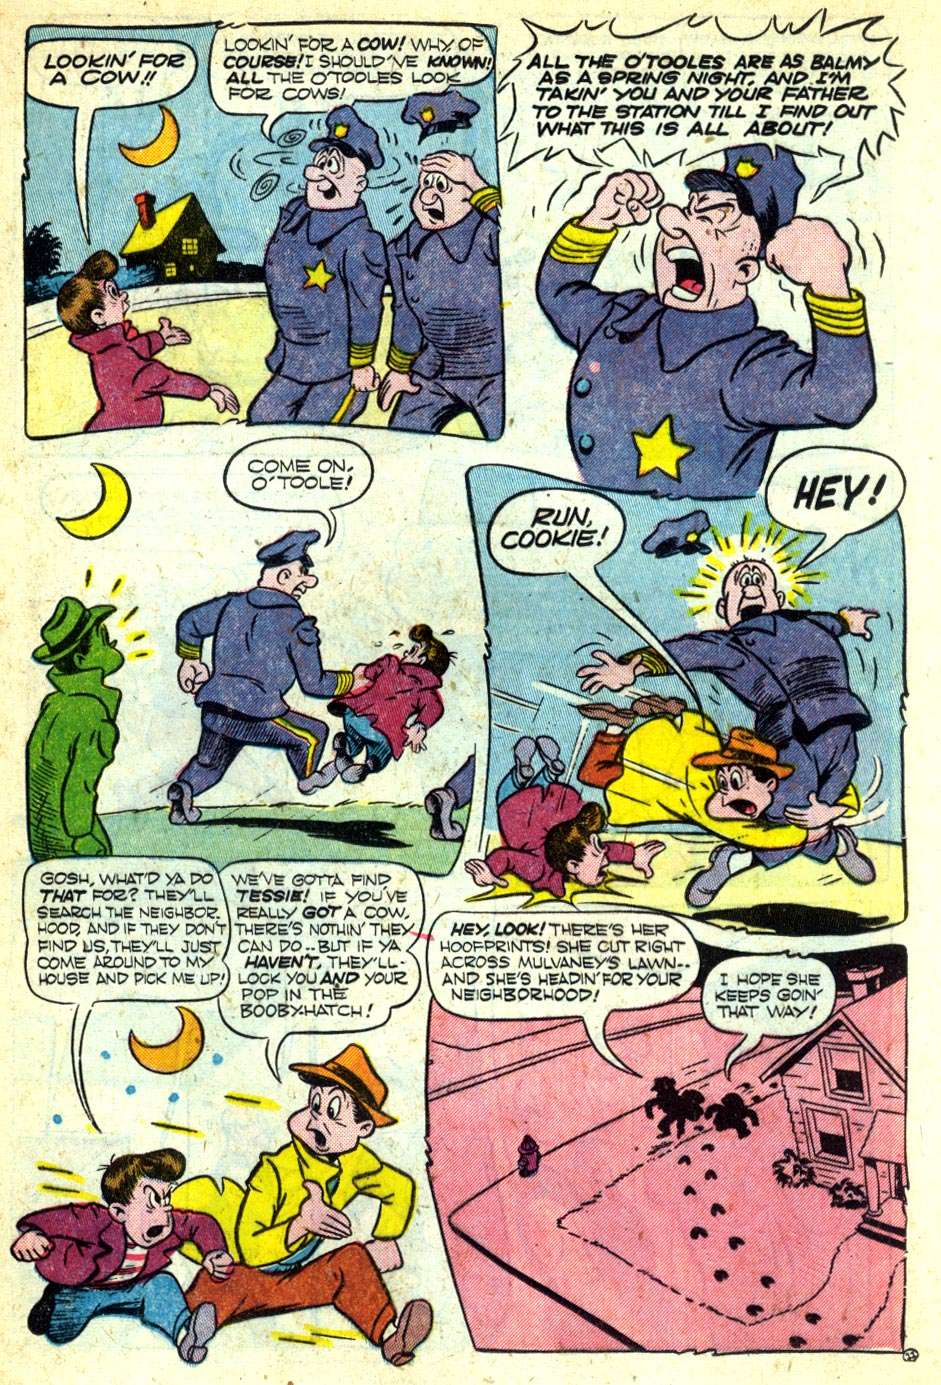 LOOKIN' FOR
A COW!!
LOOKIN' FOR A COW! WHY OF
COURSE! I SHOULD'VE KNOWN!
ALL THE O'TOOLES LOOK
FOR COWS!
ALL THE O'TOOLES ARE AS BALMY
AS A SPRING NIGHT, AND I'M
TAKIN' YOU AND YOUR FATHER
TO THE STATION TILL I FIND OUT
WHAT THIS IS ALL ABOUT!
COME ON,
O'TOOLE!
RUN,
COOKIE!
HEY!
GOSH, WHAT'D YA DO
THAT FOR? THEY'LL
SEARCH THE NEIGHBOR-
HOOD, AND IF THEY DON'T
FIND US, THEY'LL JUST
COME AROUND TO MY
HOUSE AND PICK ME UP!
WE'VE GOTTA FIND
TESSIE! IF YOU'VE
REALLY GOT A COW,
THERE'S NOTHIN' THEY
CAN DO -- BUT IF YA
HAVEN'T, THEY'LL-
LOCK YOU AND YOUR
POP IN THE
BOOBY-HATCH!
HEY, LOOK! THERE'S HER
HOOFPRINTS! SHE CUT RIGHT
ACROSS MULVANEY'S LAWN --
AND SHE'S HEADIN' FOR YOUR
NEIGHBORHOOD!
I HOPE SHE
KEEPS GOIN'
THAT WAY!